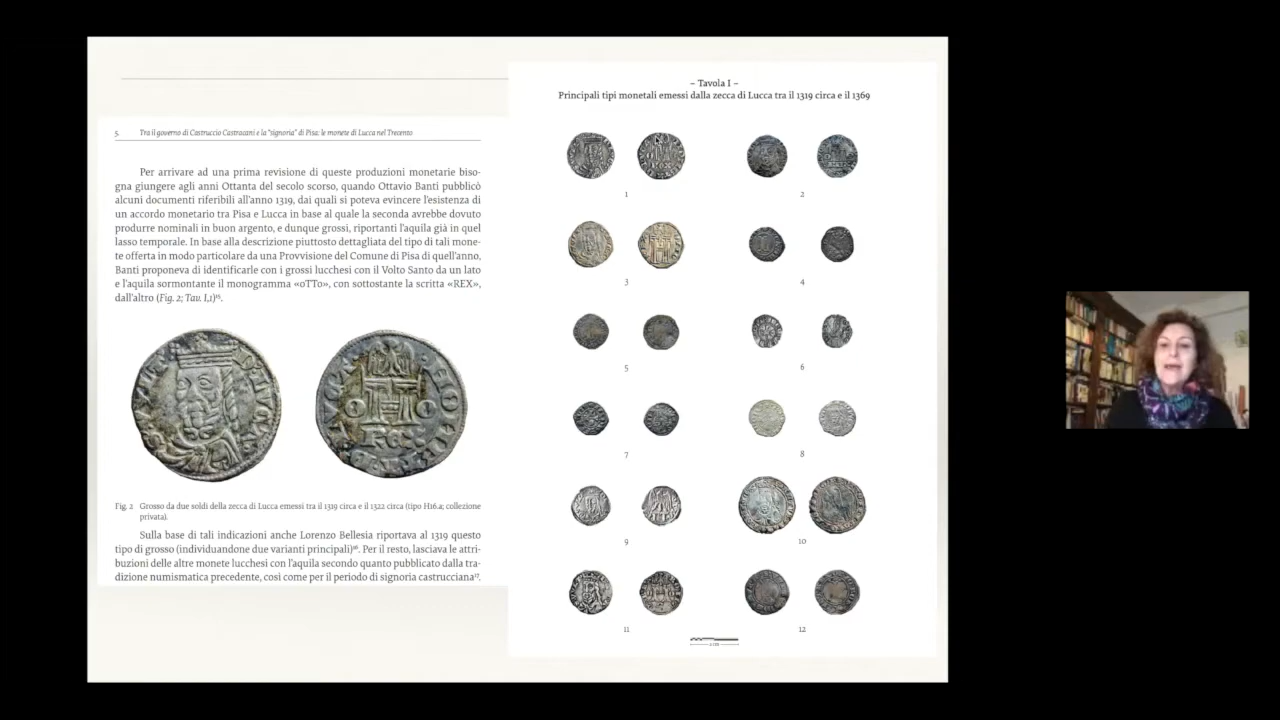 5. Tra il governo di Castruccio Castracani e la "signoria" di Pisa: le monete di Lucca nel Trecento
Per arrivare ad una prima revisione di queste produzioni monetarie biso-
gna giungere agli anni Ottanta del secolo scorso, quando Ottavio Banti pubblicò
alcuni documenti riferibili all'anno 1319, dai quali si poteva evincere l'esistenza di
un accordo monetario tra Pisa e Lucca in base al quale la seconda avrebbe dovuto
produrre nominali in buon argento, e dunque grossi, riportanti l'aquila già in quel
lasso temporale. In base alla descrizione piuttosto dettagliata del tipo di tali mone-
te offerta in modo particolare da una Provvisione del Comune di Pisa di quell'anno,
Banti proponeva di identificarle con i grossi lucchesi con il Volto Santo da un lato
e l'aquila sormontante il monogramma «oTTo», con sottostante la scritta «REX»,
dall'altro (Fig. 2; Tav. I,1)¹⁵.
Fig. 2 Grosso da due soldi della zecca di Lucca emessi tra il 1319 circa e il 1322 circa (tipo H16.a; collezione
privata).
Sulla base di tali indicazioni anche Lorenzo Bellesia riportava al 1319 questo
tipo di grosso (individuandone due varianti principali)¹⁶. Per il resto, lasciava le attri-
buzioni delle altre monete lucchesi con l'aquila secondo quanto pubblicato dalla tra-
dizione numismatica precedente, così come per il periodo di signoria castrucciana¹⁷.
– Tavola I –
Principali tipi monetali emessi dalla zecca di Lucca tra il 1319 circa e il 1369
1
2
3
4
5
6
7
8
9
10
11
12